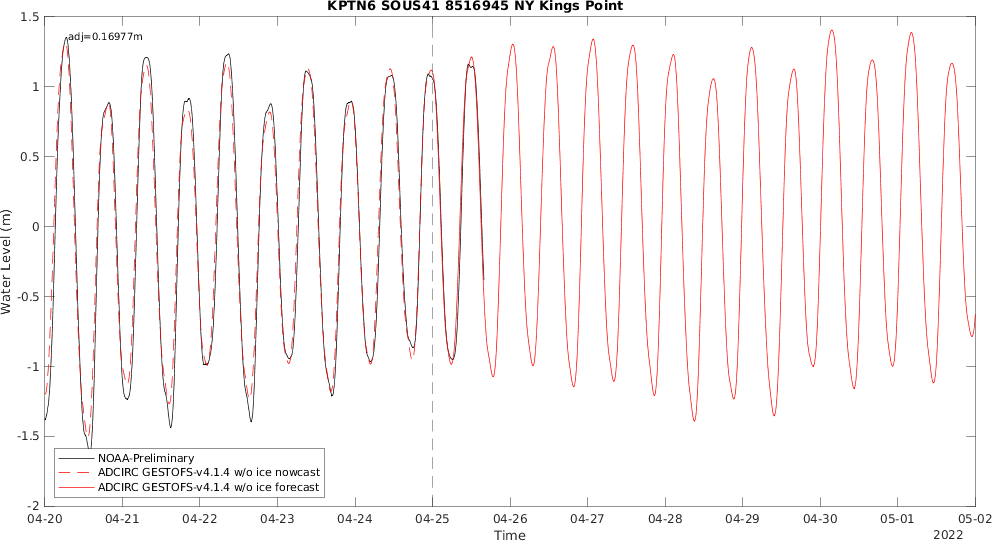 KPTN6 SOUS41 8516945 NY Kings Point
adj=0.16977m
1.5
1
0.5
0
-0.5
-1
-1.5
-2
Water Level (m)
NOAA-Preliminary
ADCIRC GESTOFS-v4.1.4 w/o ice nowcast
ADCIRC GESTOFS-v4.1.4 w/o ice forecast
04-20 04-21 04-22 04-23 04-24 04-25 04-26 04-27 04-28 04-29 04-30 05-01 05-02
Time
2022